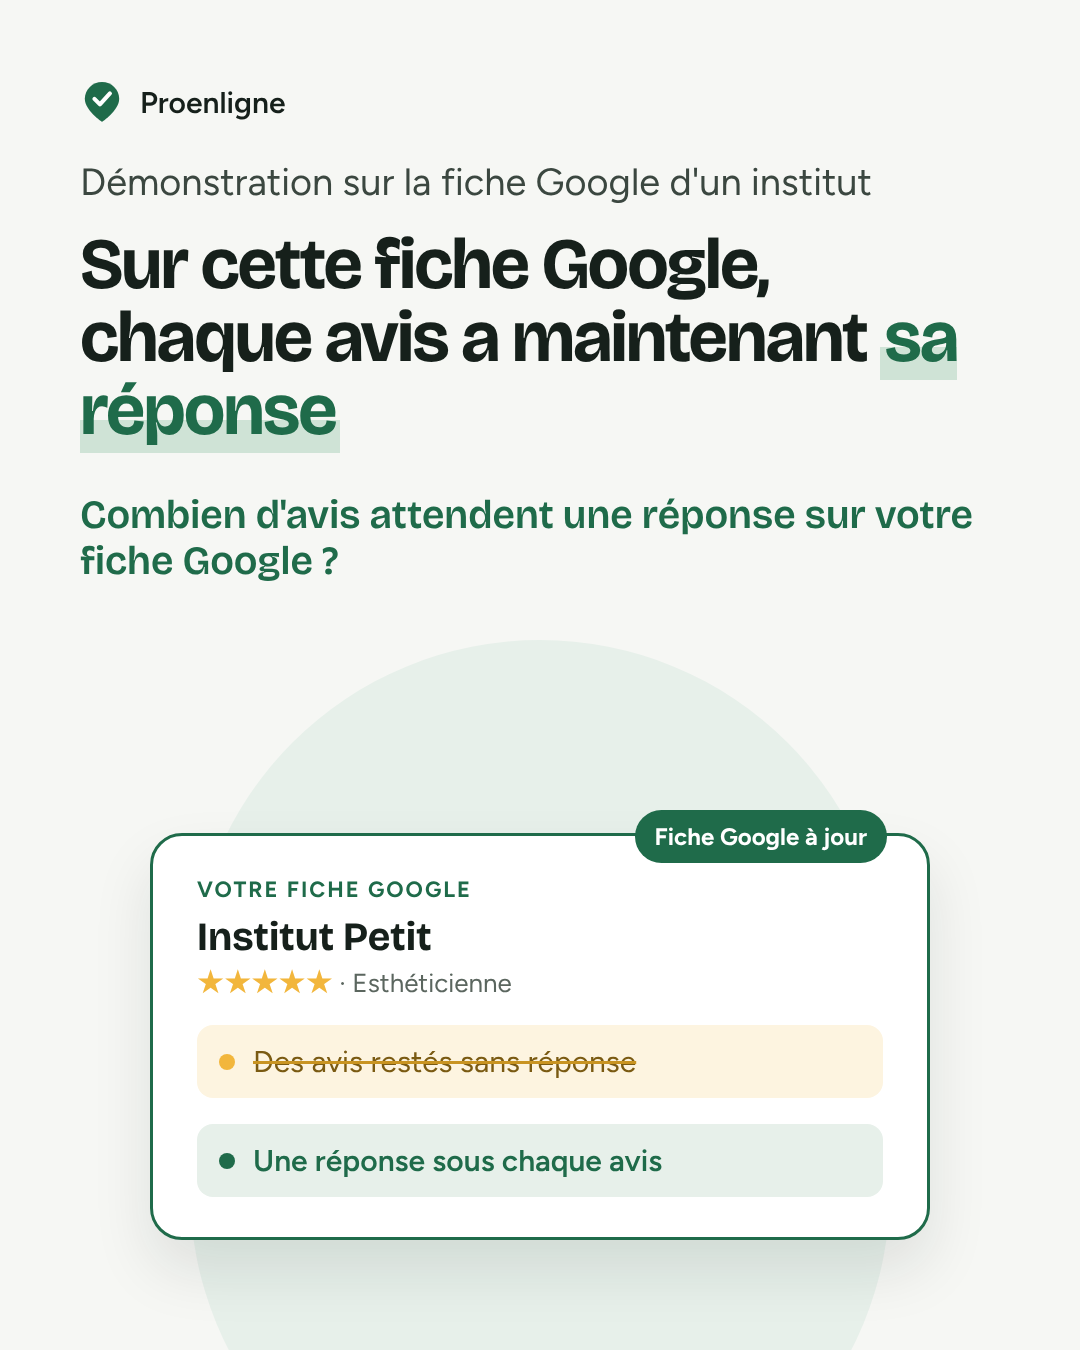 Proenligne
Démonstration sur la fiche Google d'un institut
Sur cette fiche Google,
chaque avis a maintenant sa
réponse
Combien d'avis attendent une réponse sur votre
fiche Google ?
Fiche Google à jour
VOTRE FICHE GOOGLE
Institut Petit
★★★★★ · Esthéticienne
Des avis restés sans réponse
Une réponse sous chaque avis